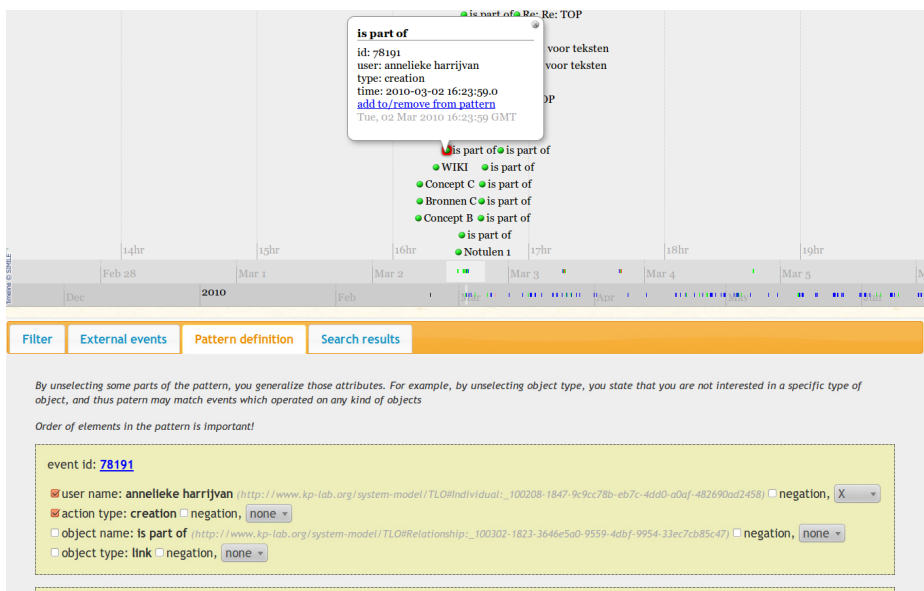 is part of Re: Re: TOP
is part of
id: 78191
user: annelieke harrijvan
type: creation
time: 2010-03-02 16:23:59.0
add to/remove from pattern
Tue, 02 Mar 2010 16:23:59 GMT
voor teksten
voor teksten
OP
is part of is part of
WIKI is part of
Concept C is part of
Bronnen C is part of
Concept B is part of
is part of
Notulen 1
14hr 15hr 16hr 17hr 18hr 19hr
Feb 28 Mar 1 Mar 2 Mar 3 Mar 4 Mar 5
Dec 2010 Feb Mar Apr May Jun
Timeline © SIMILE
Filter External events Pattern definition Search results
By unselecting some parts of the pattern, you generalize those attributes. For example, by unselecting object type, you state that you are not interested in a specific type of
object, and thus patern may match events which operated on any kind of objects
Order of elements in the pattern is important!
event id: 78191
user name: annelieke harrijvan (http://www.kp-lab.org/system-model/TLO#Individual:_100208-1847-9c9cc78b-eb7c-4dd0-a0af-482690ad2458) negation, X
action type: creation negation, none
object name: is part of (http://www.kp-lab.org/system-model/TLO#Relationship:_100302-1823-3646e5a0-9559-4dbf-9954-33ec7cb85c47) negation, none
object type: link negation, none